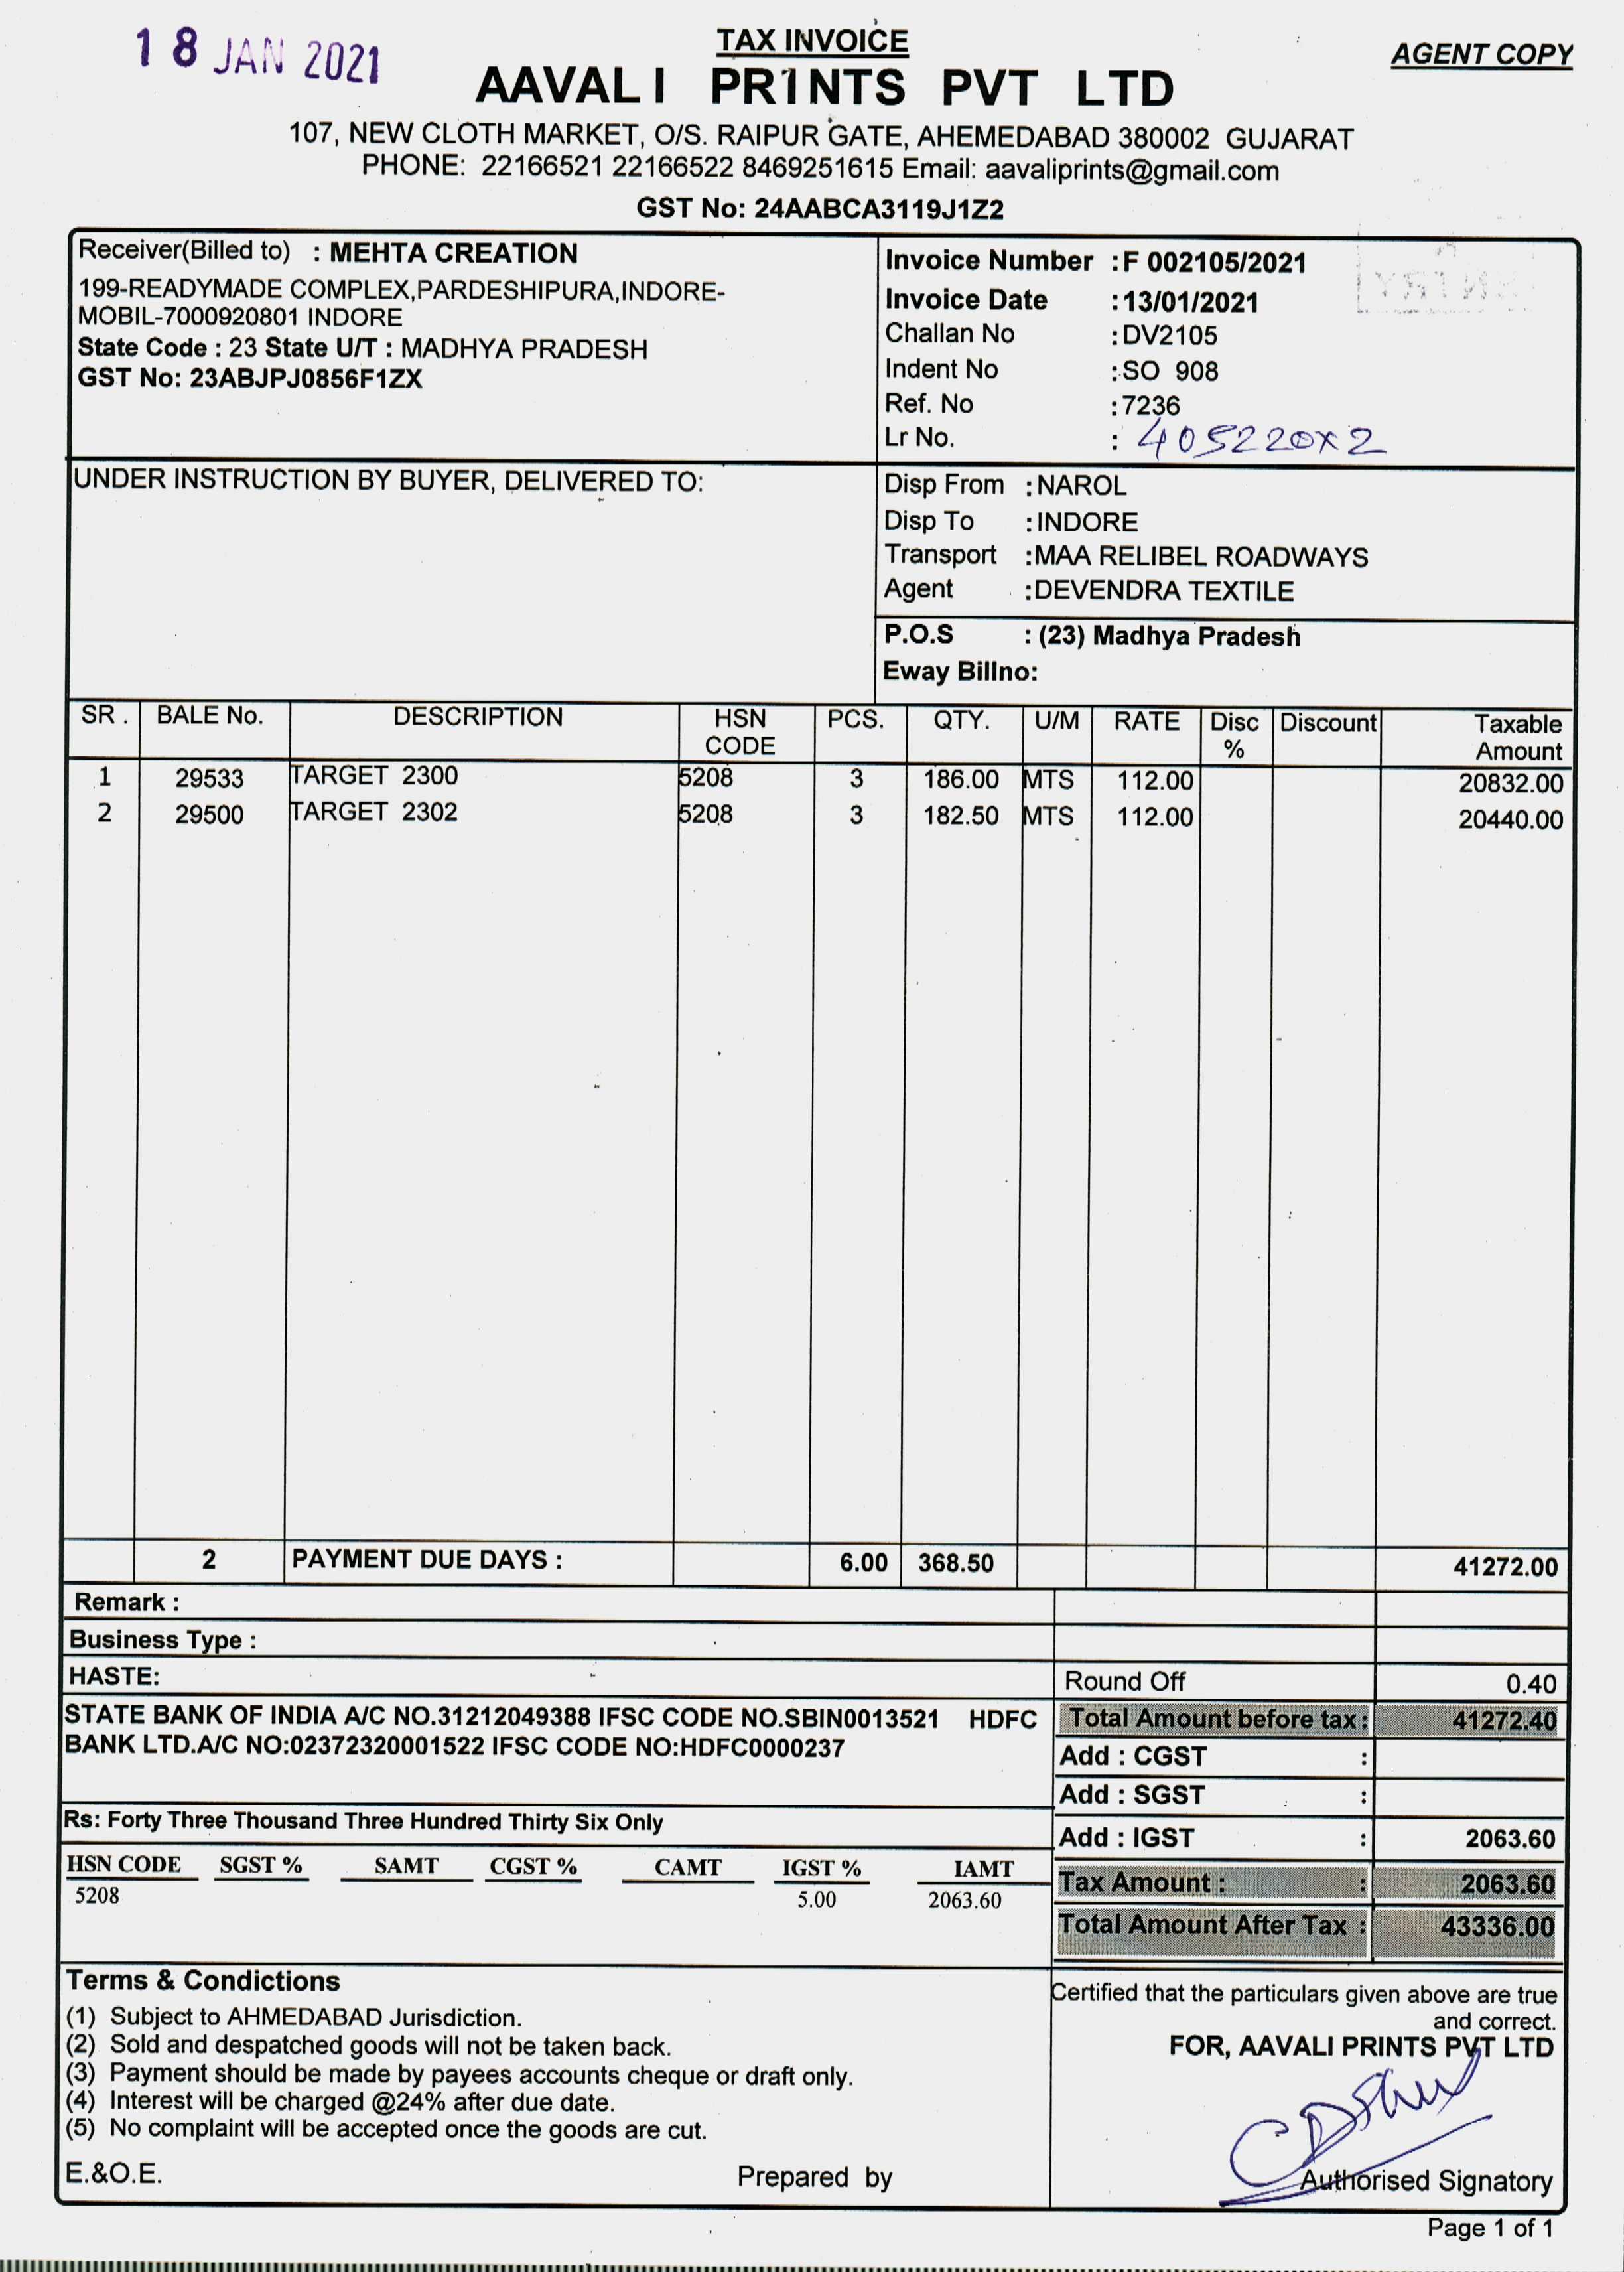 18 JAN 2021
TAX INVOICE
AGENT COPY
AAVALI PRINTS PVT LTD
107, NEW CLOTH MARKET, O/S. RAIPUR GATE, AHEMEDABAD 380002 GUJARAT
PHONE: 22166521 22166522 8469251615 Email: aavaliprints@gmail.com
GST No: 24AABCA3119J1Z2
Receiver(Billed to) : MEHTA CREATION
199-READYMADE COMPLEX,PARDESHIPURA,INDORE-
MOBIL-7000920801 INDORE
State Code : 23 State U/T : MADHYA PRADESH
GST No: 23ABJPJ0856F1ZX
Invoice Number : F 002105/2021
Invoice Date : 13/01/2021
Challan No : DV2105
Indent No : SO 908
Ref. No : 7236
Lr No. : 405220x2
UNDER INSTRUCTION BY BUYER, DELIVERED TO:
Disp From : NAROL
Disp To : INDORE
Transport : MAA RELIBEL ROADWAYS
Agent : DEVENDRA TEXTILE
P.O.S : (23) Madhya Pradesh
Eway Billno:
SR. BALE No. DESCRIPTION HSN CODE PCS. QTY. U/M RATE Disc % Discount Taxable Amount
1 29533 TARGET 2300 5208 3 186.00 MTS 112.00 20832.00
2 29500 TARGET 2302 5208 3 182.50 MTS 112.00 20440.00
2 PAYMENT DUE DAYS : 6.00 368.50 41272.00
Remark :
Business Type :
HASTE:
Round Off 0.40
STATE BANK OF INDIA A/C NO.31212049388 IFSC CODE NO.SBIN0013521 HDFC
BANK LTD.A/C NO:02372320001522 IFSC CODE NO:HDFC0000237
Total Amount before tax: 41272.40
Add : CGST :
Add : SGST :
Rs: Forty Three Thousand Three Hundred Thirty Six Only
Add : IGST : 2063.60
HSN CODE SGST % SAMT CGST % CAMT IGST % IAMT
5208 5.00 2063.60
Tax Amount : : 2063.60
Total Amount After Tax : 43336.00
Terms & Conditions
(1) Subject to AHMEDABAD Jurisdiction.
(2) Sold and despatched goods will not be taken back.
(3) Payment should be made by payees accounts cheque or draft only.
(4) Interest will be charged @24% after due date.
(5) No complaint will be accepted once the goods are cut.
E.&O.E.
Prepared by
Certified that the particulars given above are true
and correct.
FOR, AAVALI PRINTS PVT LTD
Authorised Signatory
Page 1 of 1